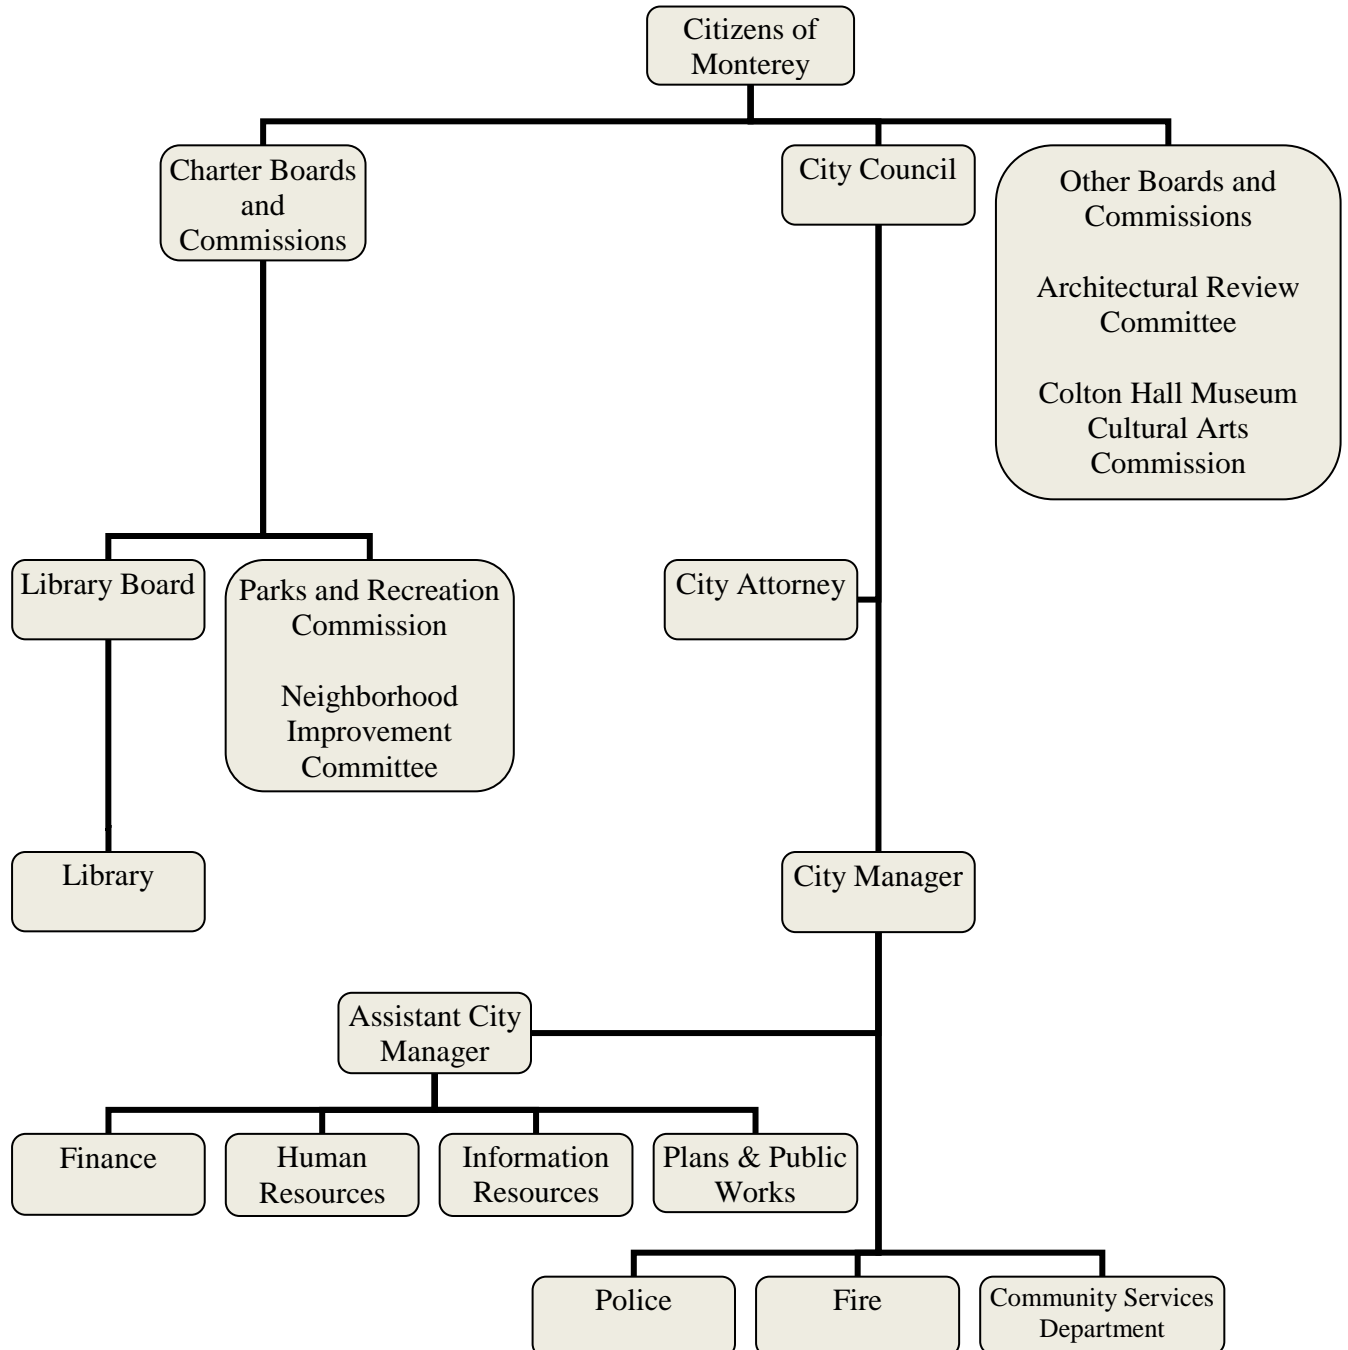 Citizens of
Monterey
Charter Boards
and
Commissions
City Council
Other Boards and
Commissions
Architectural Review
Committee
Colton Hall Museum
Cultural Arts
Commission
Library Board
Parks and Recreation
Commission
Neighborhood
Improvement
Committee
City Attorney
Library
City Manager
Assistant City
Manager
Finance
Human
Resources
Information
Resources
Plans & Public
Works
Police
Fire
Community Services
Department